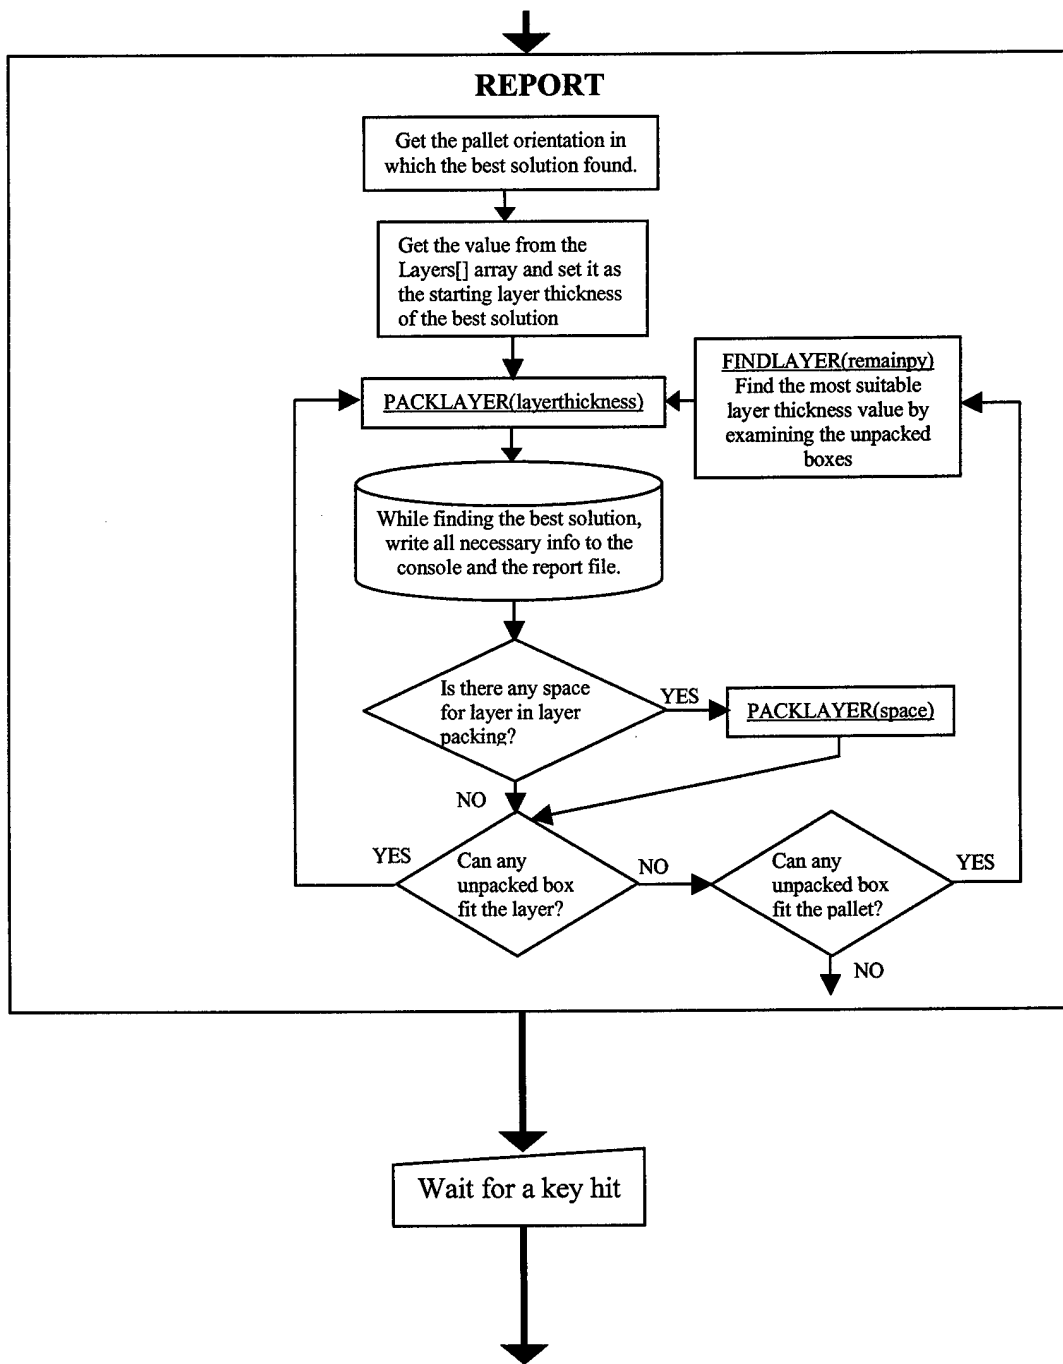 REPORT
Get the pallet orientation in
which the best solution found.
Get the value from the
Layers[] array and set it as
the starting layer thickness
of the best solution
FINDLAYER(remainpy)
Find the most suitable
layer thickness value by
examining the unpacked
boxes
PACKLAYER(layerthickness)
While finding the best solution,
write all necessary info to the
console and the report file.
Is there any space
for layer in layer
packing?
YES
PACKLAYER(space)
NO
YES
Can any
unpacked box
fit the layer?
NO
Can any
unpacked box
fit the pallet?
YES
NO
Wait for a key hit